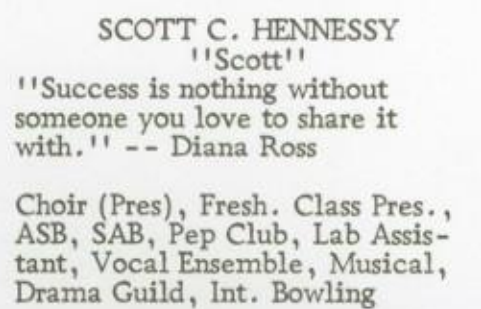 SCOTT C. HENNESSY
''Scott''
''Success is nothing without
someone you love to share it
with.'' -- Diana Ross
Choir (Pres), Fresh. Class Pres.,
ASB, SAB, Pep Club, Lab Assis-
tant, Vocal Ensemble, Musical,
Drama Guild, Int. Bowling